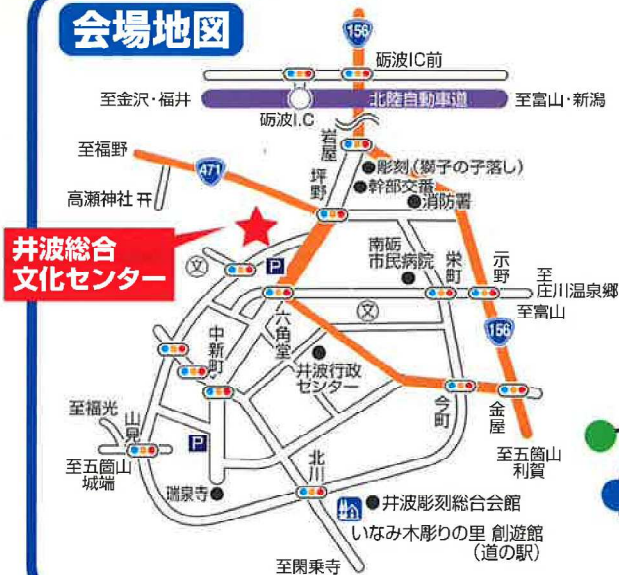 会場地図
156
砺波IC前
至金沢・福井
北陸自動車道
至富山・新潟
砺波I.C
岩屋
至福野
471
坪野
彫刻(獅子の子落し)
幹部交番
消防署
高瀬神社
井波総合
文化センター
文
P
南砺
市民病院
栄町
示野
至
庄川温泉郷
至富山
六角堂
文
156
中新町
井波行政
センター
今町
金屋
至福光
山見
P
至五箇山
城端
至五箇山
利賀
瑞泉寺
北川
井波彫刻総合会館
いなみ木彫りの里 創遊館
(道の駅)
至閑乗寺